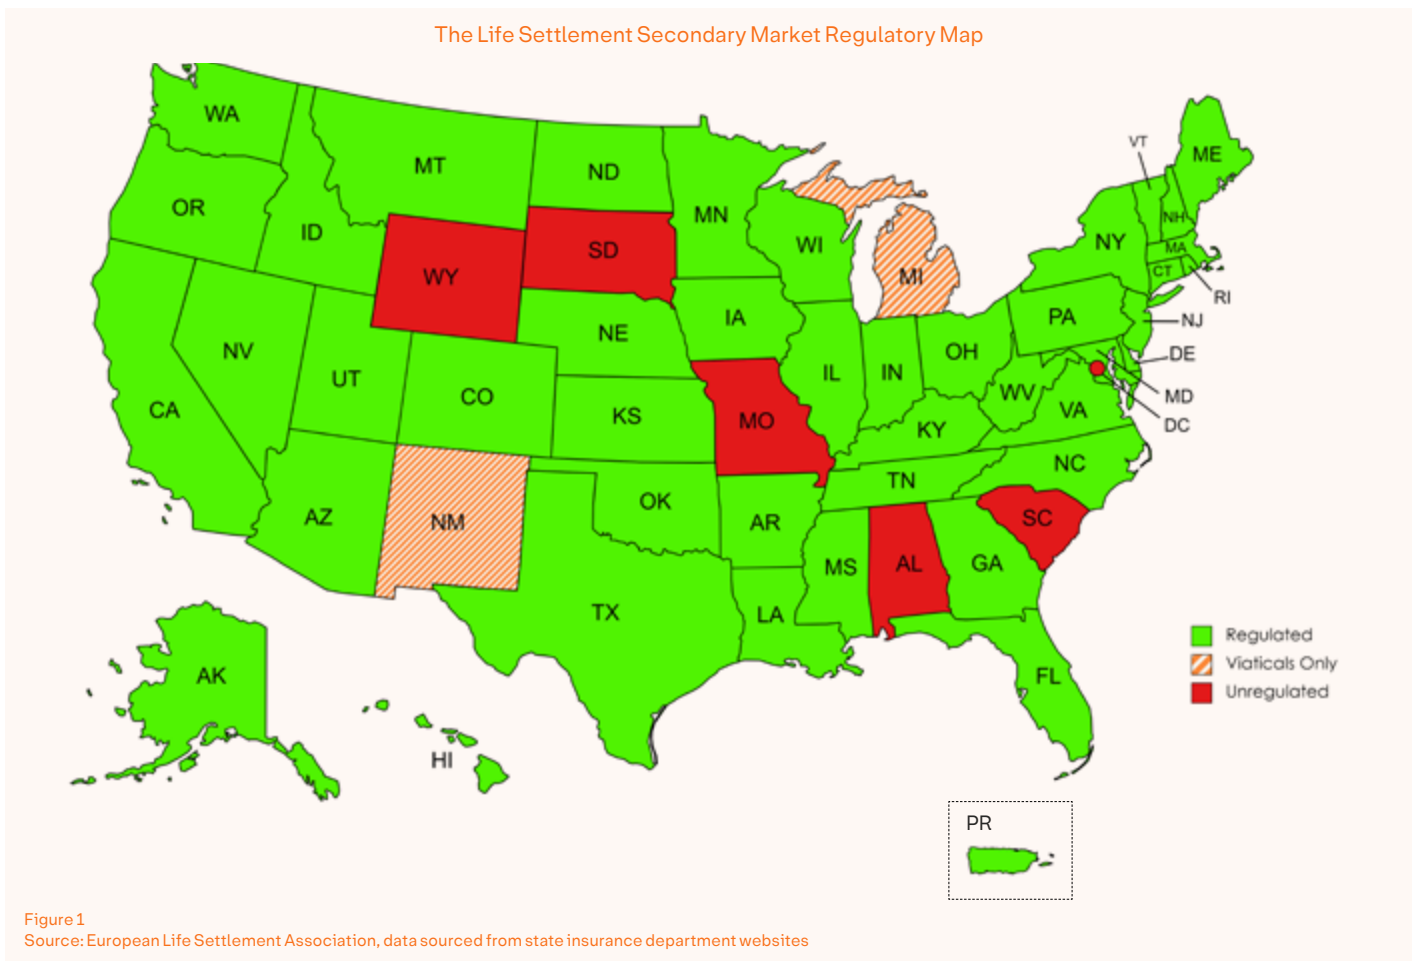 The Life Settlement Secondary Market Regulatory Map
WA
MT
ND
MN
VT
ME
OR
ID
WY
SD
WI
MI
NY
NH
MA
CT
RI
NV
UT
CO
NE
IA
IL
IN
OH
PA
NJ
DE
MD
DC
CA
KS
MO
KY
WV
VA
AZ
NM
OK
AR
TN
NC
SC
TX
LA
MS
AL
GA
FL
AK
HI
Regulated
Viaticals Only
Unregulated
PR
Figure 1
Source: European Life Settlement Association, data sourced from state insurance department websites